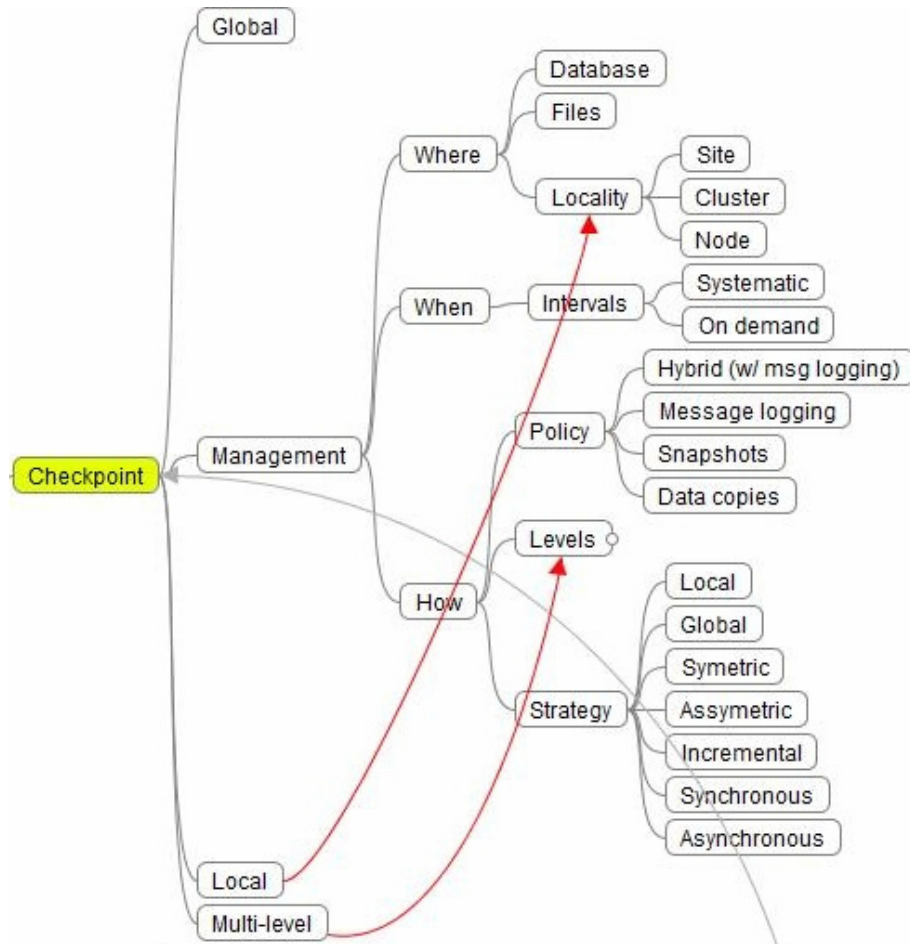 Global
Database
Files
Where
Site
Locality
Cluster
Node
Systematic
When
Intervals
On demand
Hybrid (w/ msg logging)
Message logging
Policy
Management
Snapshots
Checkpoint
Data copies
Levels
Local
How
Global
Symetric
Strategy
Assymetric
Incremental
Synchronous
Asynchronous
Local
Multi-level